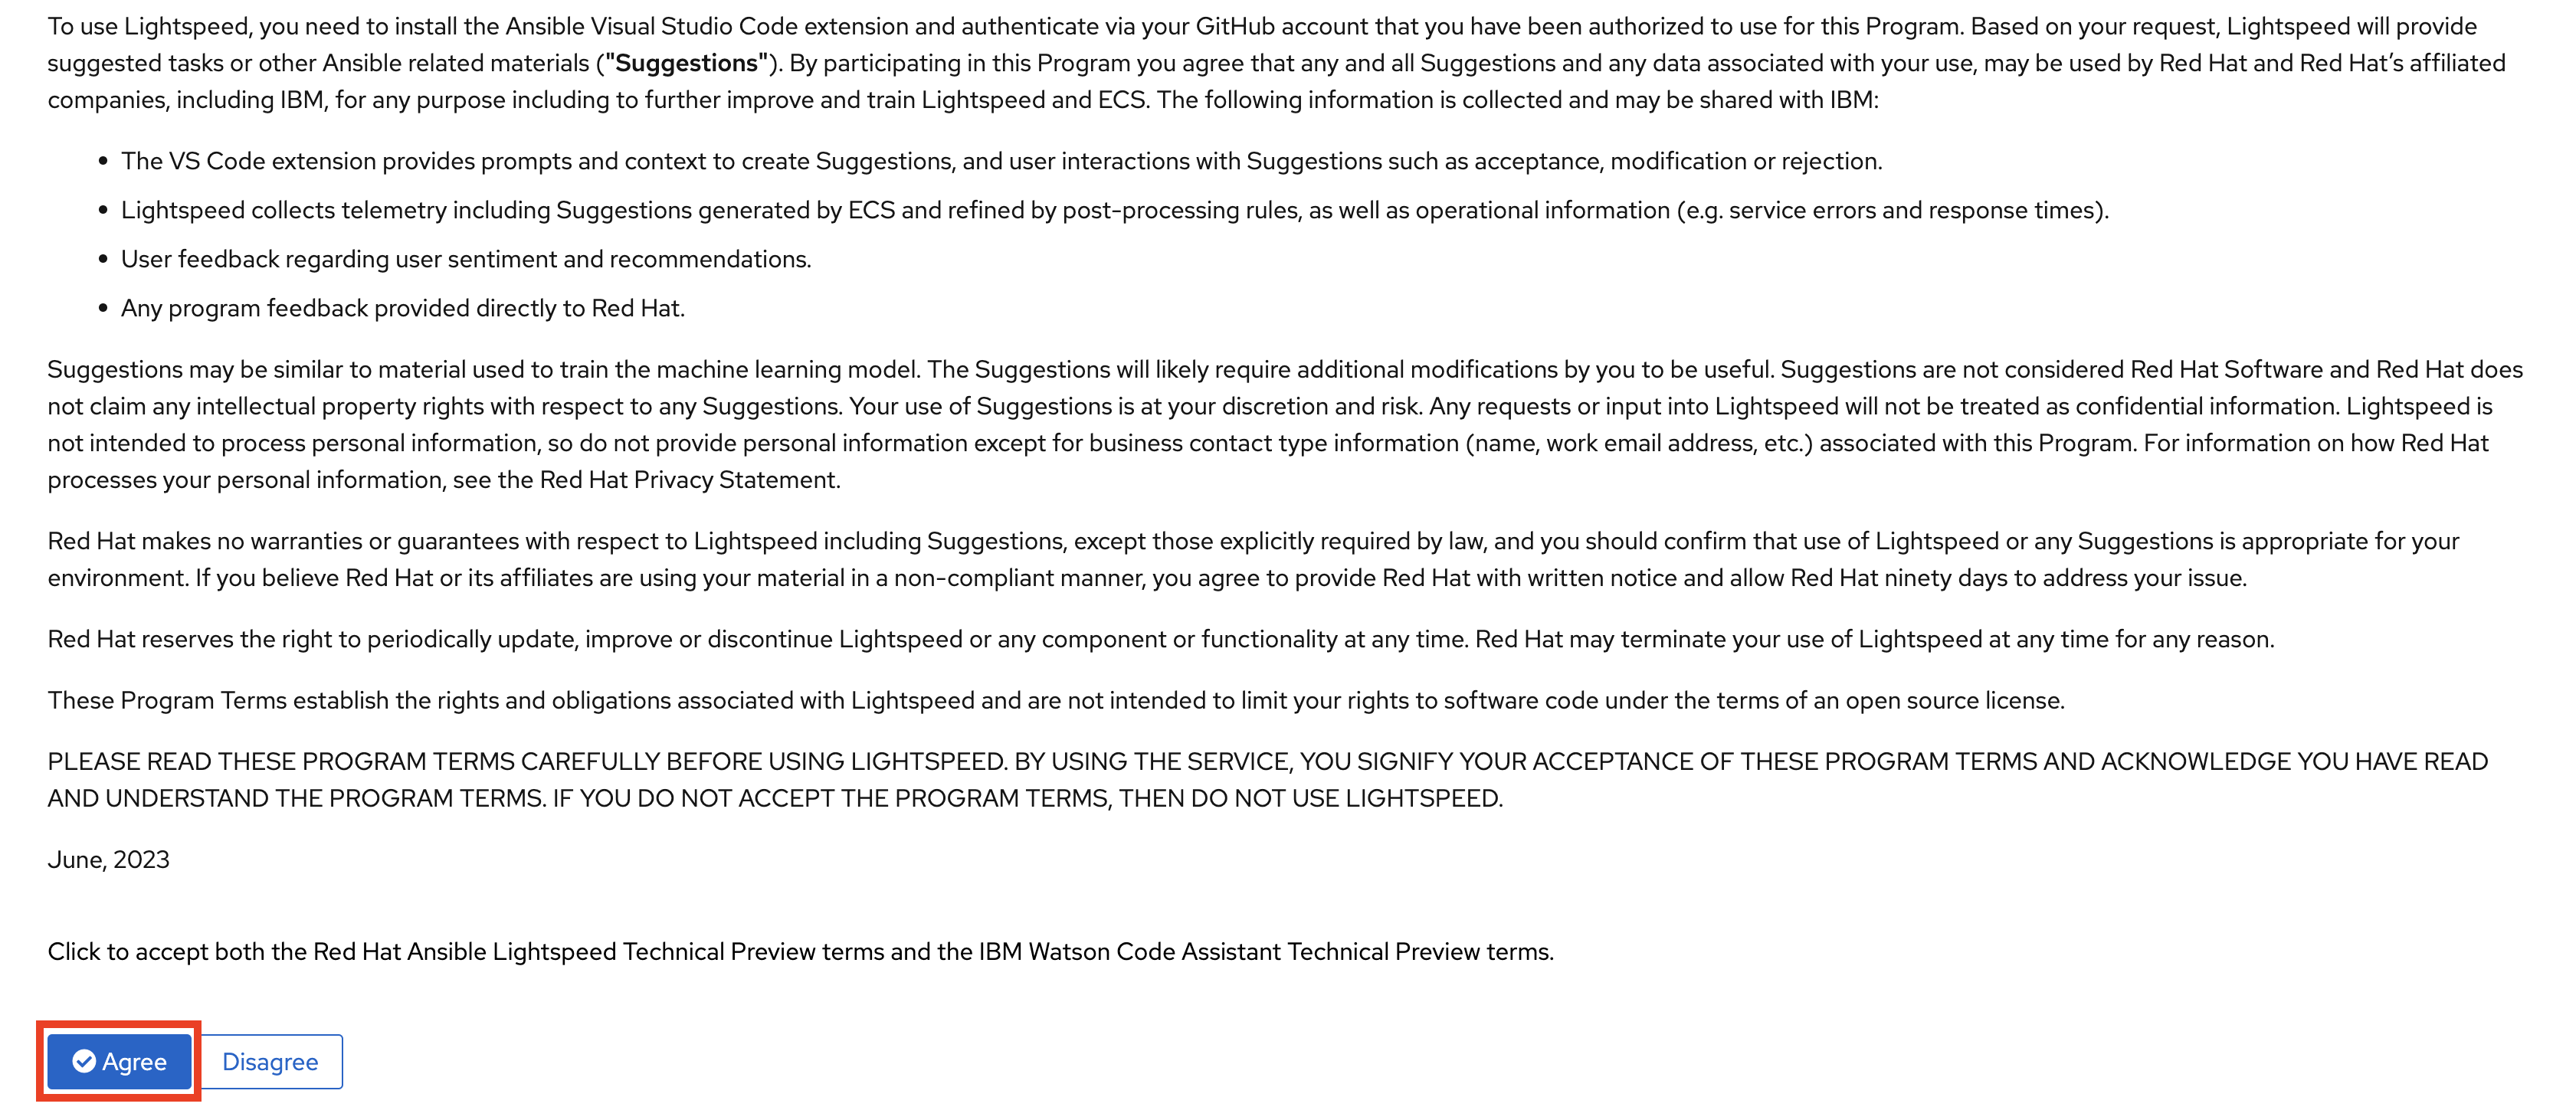 To use Lightspeed, you need to install the Ansible Visual Studio Code extension and authenticate via your GitHub account that you have been authorized to use for this Program. Based on your request, Lightspeed will provide
suggested tasks or other Ansible related materials ("Suggestions"). By participating in this Program you agree that any and all Suggestions and any data associated with your use, may be used by Red Hat and Red Hat’s affiliated
companies, including IBM, for any purpose including to further improve and train Lightspeed and ECS. The following information is collected and may be shared with IBM:
• The VS Code extension provides prompts and context to create Suggestions, and user interactions with Suggestions such as acceptance, modification or rejection.
• Lightspeed collects telemetry including Suggestions generated by ECS and refined by post-processing rules, as well as operational information (e.g. service errors and response times).
• User feedback regarding user sentiment and recommendations.
• Any program feedback provided directly to Red Hat.
Suggestions may be similar to material used to train the machine learning model. The Suggestions will likely require additional modifications by you to be useful. Suggestions are not considered Red Hat Software and Red Hat does
not claim any intellectual property rights with respect to any Suggestions. Your use of Suggestions is at your discretion and risk. Any requests or input into Lightspeed will not be treated as confidential information. Lightspeed is
not intended to process personal information, so do not provide personal information except for business contact type information (name, work email address, etc.) associated with this Program. For information on how Red Hat
processes your personal information, see the Red Hat Privacy Statement.
Red Hat makes no warranties or guarantees with respect to Lightspeed including Suggestions, except those explicitly required by law, and you should confirm that use of Lightspeed or any Suggestions is appropriate for your
environment. If you believe Red Hat or its affiliates are using your material in a non-compliant manner, you agree to provide Red Hat with written notice and allow Red Hat ninety days to address your issue.
Red Hat reserves the right to periodically update, improve or discontinue Lightspeed or any component or functionality at any time. Red Hat may terminate your use of Lightspeed at any time for any reason.
These Program Terms establish the rights and obligations associated with Lightspeed and are not intended to limit your rights to software code under the terms of an open source license.
PLEASE READ THESE PROGRAM TERMS CAREFULLY BEFORE USING LIGHTSPEED. BY USING THE SERVICE, YOU SIGNIFY YOUR ACCEPTANCE OF THESE PROGRAM TERMS AND ACKNOWLEDGE YOU HAVE READ
AND UNDERSTAND THE PROGRAM TERMS. IF YOU DO NOT ACCEPT THE PROGRAM TERMS, THEN DO NOT USE LIGHTSPEED.
June, 2023
Click to accept both the Red Hat Ansible Lightspeed Technical Preview terms and the IBM Watson Code Assistant Technical Preview terms.
Agree Disagree